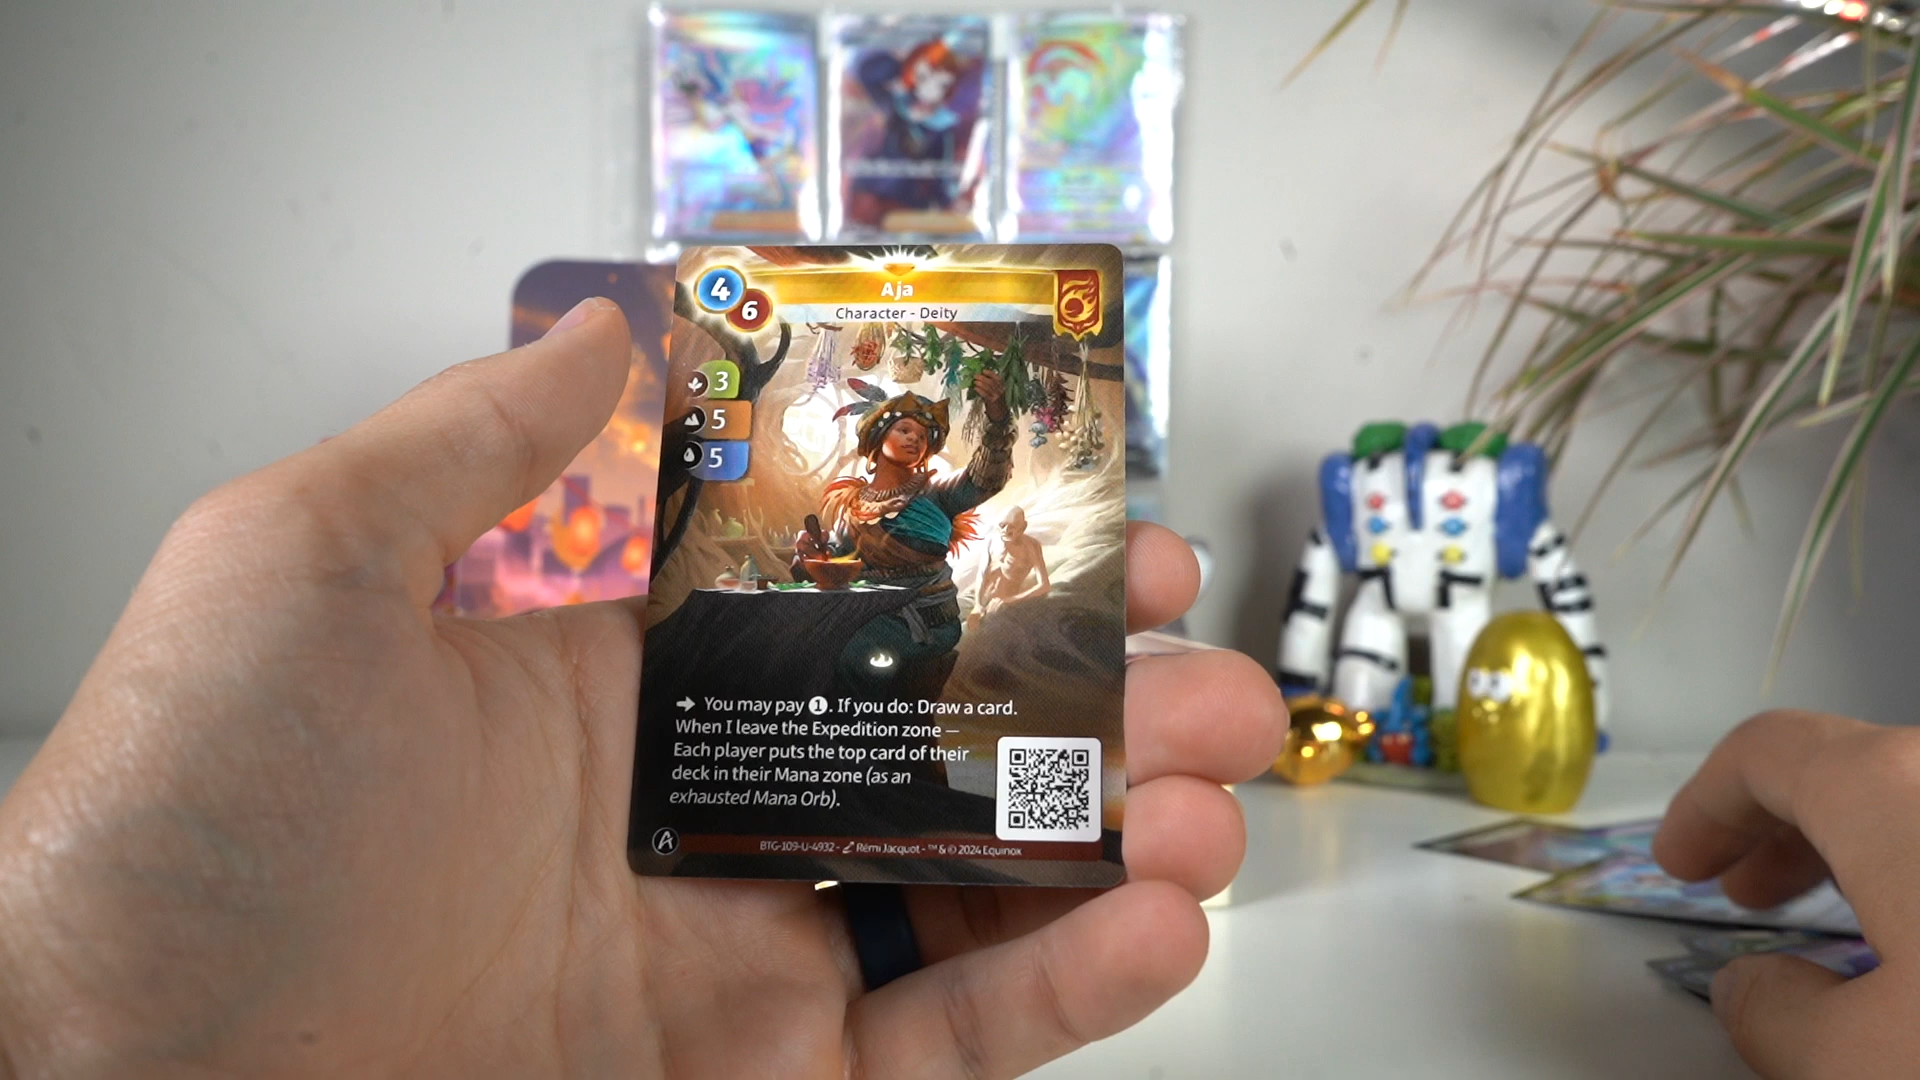 4
Aja
6
Character - Deity
3
5
5
➔ You may pay ❶. If you do: Draw a card.
When I leave the Expedition zone —
Each player puts the top card of their
deck in their Mana zone (as an
exhausted Mana Orb).
A
BTG-109-U-4932 - Rémi Jacquot - ™ & © 2024 Equinox